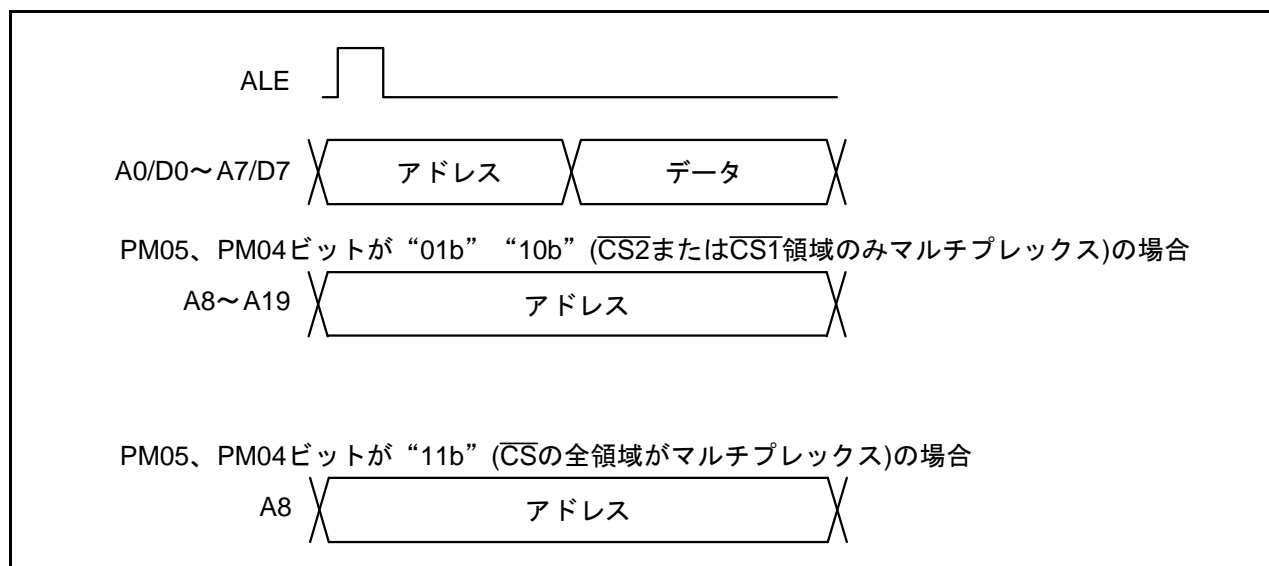 ALE
A0/D0～A7/D7 アドレス データ
PM05、PM04ビットが“01b” “10b” (CS2またはCS1領域のみマルチプレックス)の場合
A8～A19 アドレス
PM05、PM04ビットが“11b”(CSの全領域がマルチプレックス)の場合
A8 アドレス